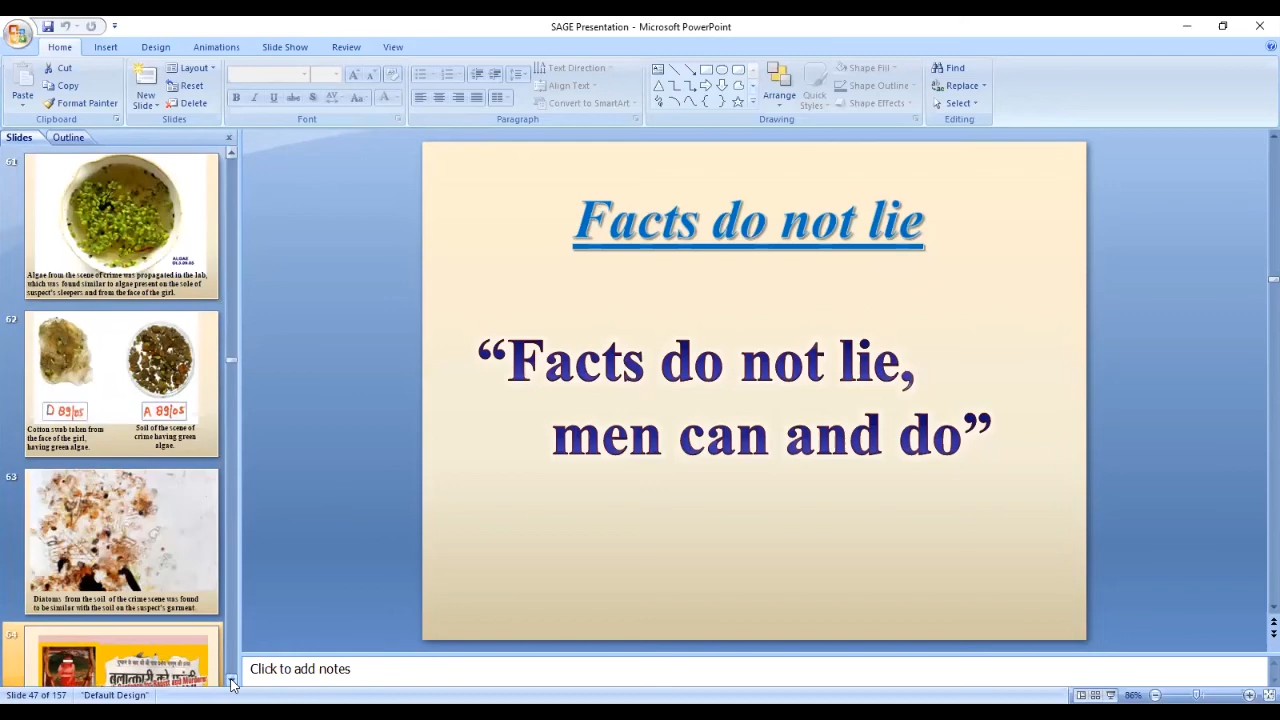 SAGE Presentation - Microsoft PowerPoint
Home Insert Design Animations Slide Show Review View
Paste
Cut
Copy
Format Painter
Clipboard
New
Slide
Layout
Reset
Delete
Slides
B I U abc S AV Aa A
Font
Text Direction
Align Text
Convert to SmartArt
Paragraph
Arrange
Quick
Styles
Shape Fill
Shape Outline
Shape Effects
Drawing
Find
Replace
Select
Editing
Slides Outline
61
ALGAE
Algae from the scene of crime was propagated in the lab,
which was found similar to algae present on the sole of
suspect's sleepers and from the face of the girl.
62
D 89/05
A 89/05
Cotton swab taken from
the face of the girl,
having green algae.
Soil of the scene of
crime having green
algae.
63
Diatoms from the soil of the crime scene was found
to be similar with the soil on the suspect's garment.
64
बलात्कारी को फांसी
Facts do not lie
“Facts do not lie,
men can and do”
Click to add notes
Slide 47 of 157 "Default Design" 86%